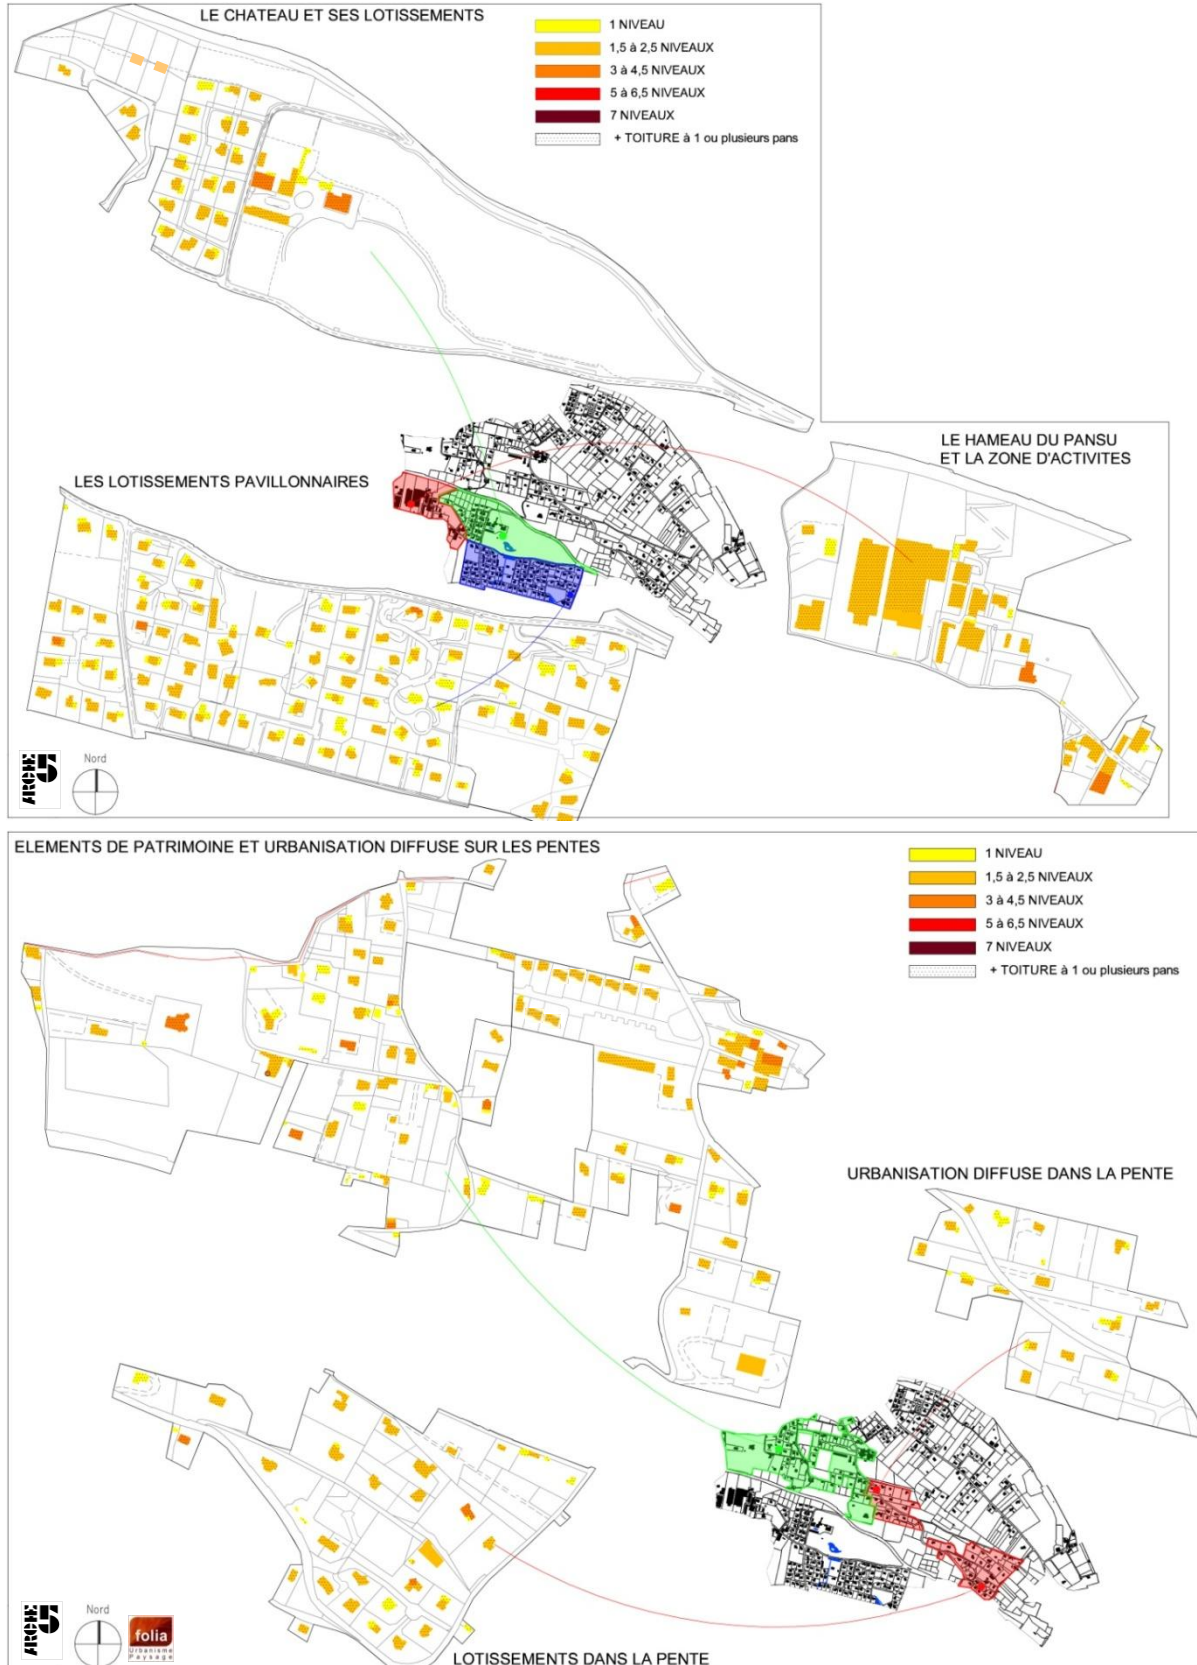 LE CHATEAU ET SES LOTISSEMENTS
1 NIVEAU
1,5 à 2,5 NIVEAUX
3 à 4,5 NIVEAUX
5 à 6,5 NIVEAUX
7 NIVEAUX
+ TOITURE à 1 ou plusieurs pans
LE HAMEAU DU PANSU
ET LA ZONE D'ACTIVITES
LES LOTISSEMENTS PAVILLONNAIRES
ARCHE 5
Nord
ELEMENTS DE PATRIMOINE ET URBANISATION DIFFUSE SUR LES PENTES
1 NIVEAU
1,5 à 2,5 NIVEAUX
3 à 4,5 NIVEAUX
5 à 6,5 NIVEAUX
7 NIVEAUX
+ TOITURE à 1 ou plusieurs pans
URBANISATION DIFFUSE DANS LA PENTE
ARCHE 5
Nord
folia
Urbanisme
Paysage
LOTISSEMENTS DANS LA PENTE